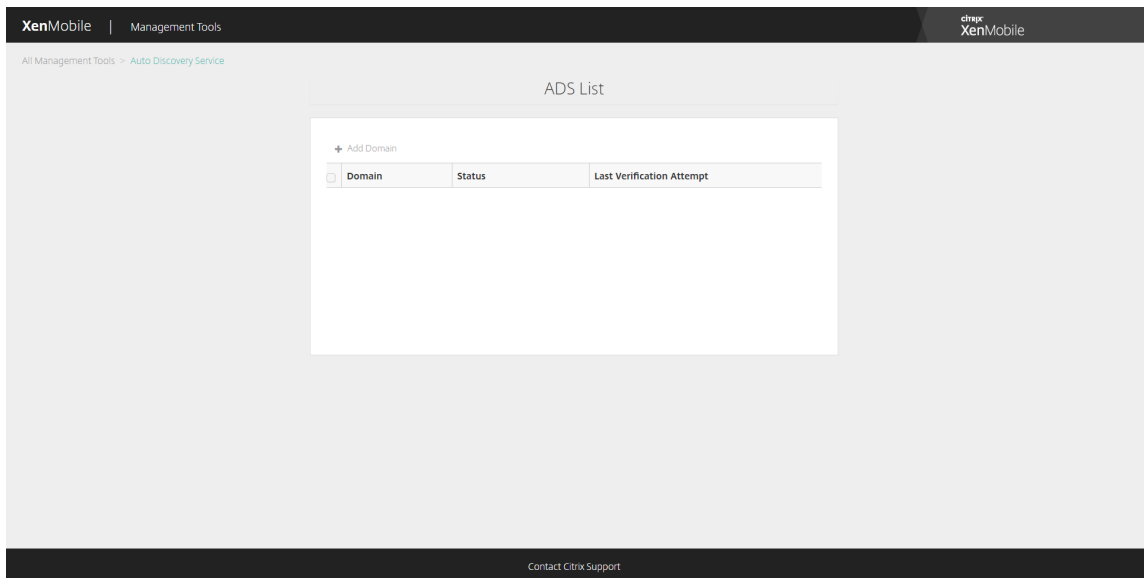 XenMobile | Management Tools
citrix
XenMobile
All Management Tools > Auto Discovery Service
ADS List
+ Add Domain
Domain Status Last Verification Attempt
Contact Citrix Support